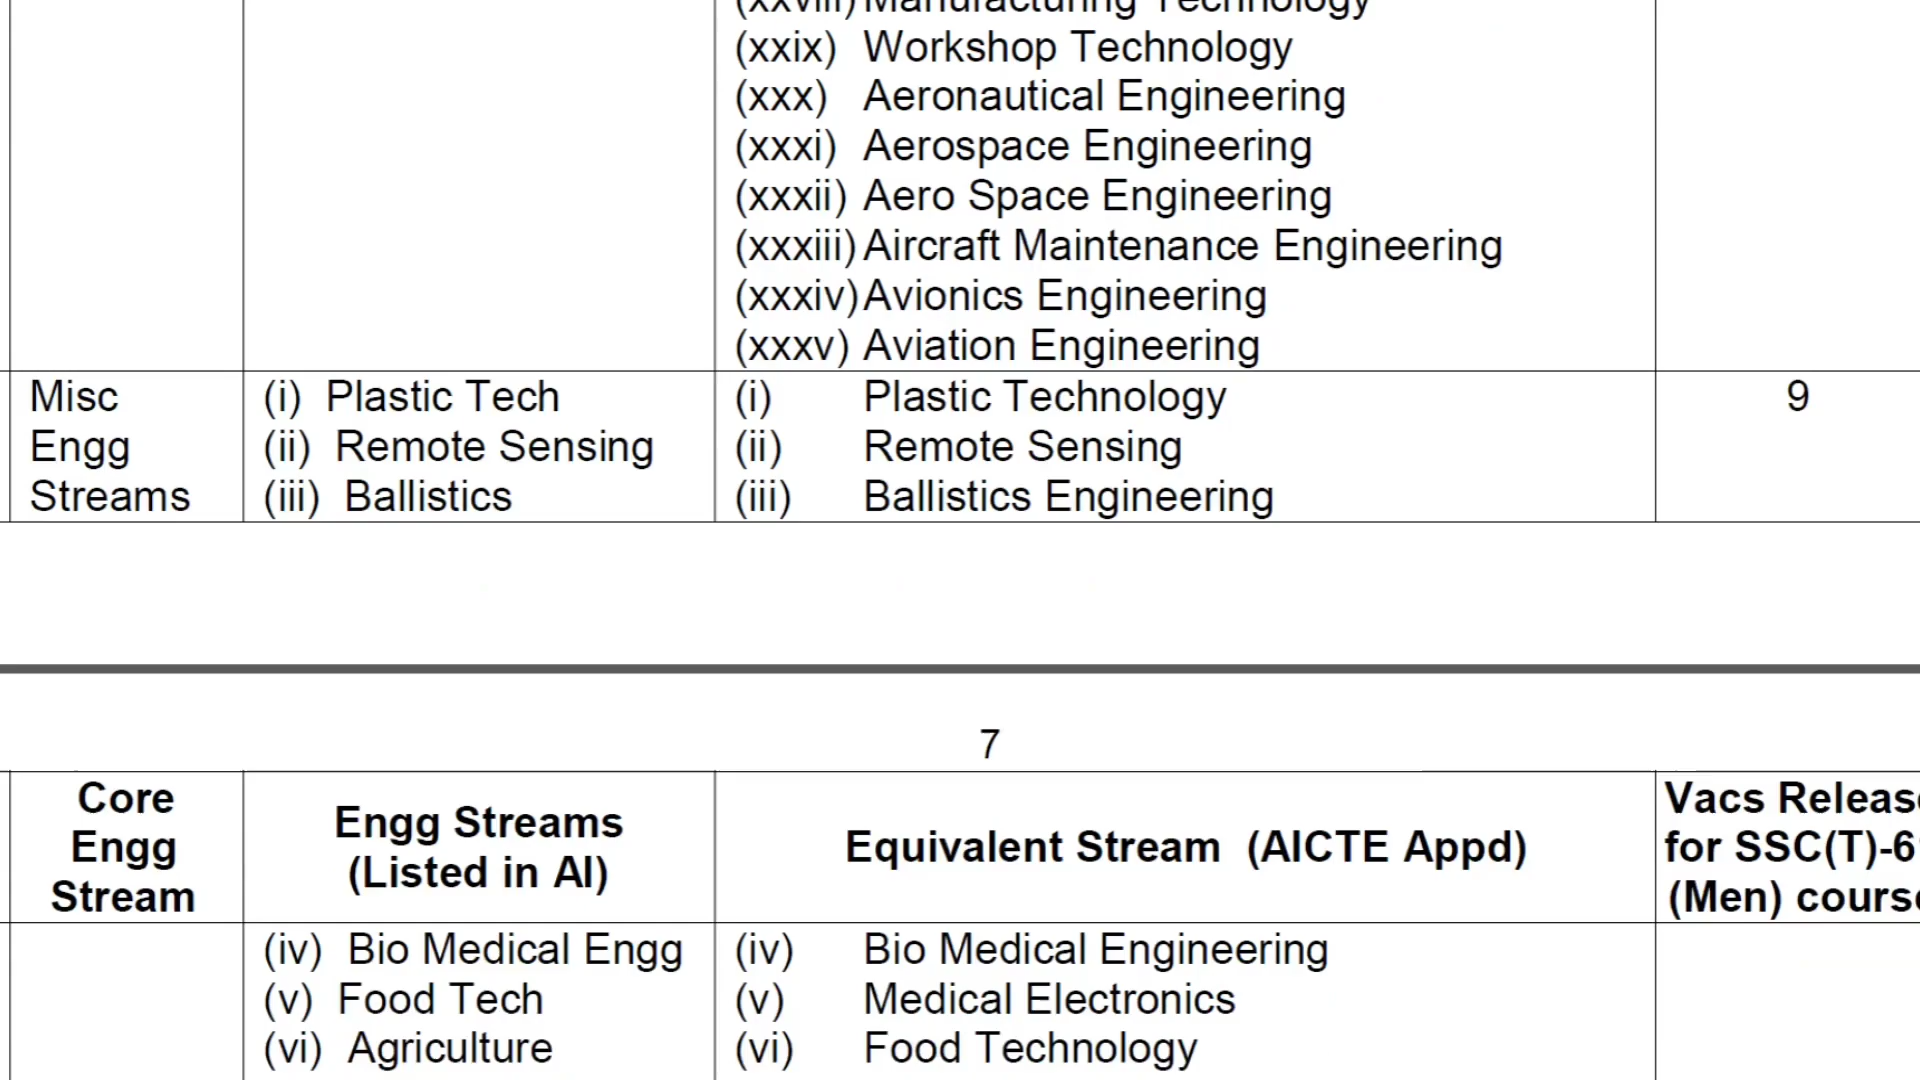 (xxviii) Manufacturing Technology
(xxix) Workshop Technology
(xxx) Aeronautical Engineering
(xxxi) Aerospace Engineering
(xxxii) Aero Space Engineering
(xxxiii) Aircraft Maintenance Engineering
(xxxiv) Avionics Engineering
(xxxv) Aviation Engineering
Misc (i) Plastic Tech (i) Plastic Technology 9
Engg (ii) Remote Sensing (ii) Remote Sensing
Streams (iii) Ballistics (iii) Ballistics Engineering
7
Core
Engg
Stream
Engg Streams
(Listed in AI)
Equivalent Stream (AICTE Appd)
Vacs
for
(Men)
(iv) Bio Medical Engg (iv) Bio Medical Engineering
(v) Food Tech (v) Medical Electronics
(vi) Agriculture (vi) Food Technology